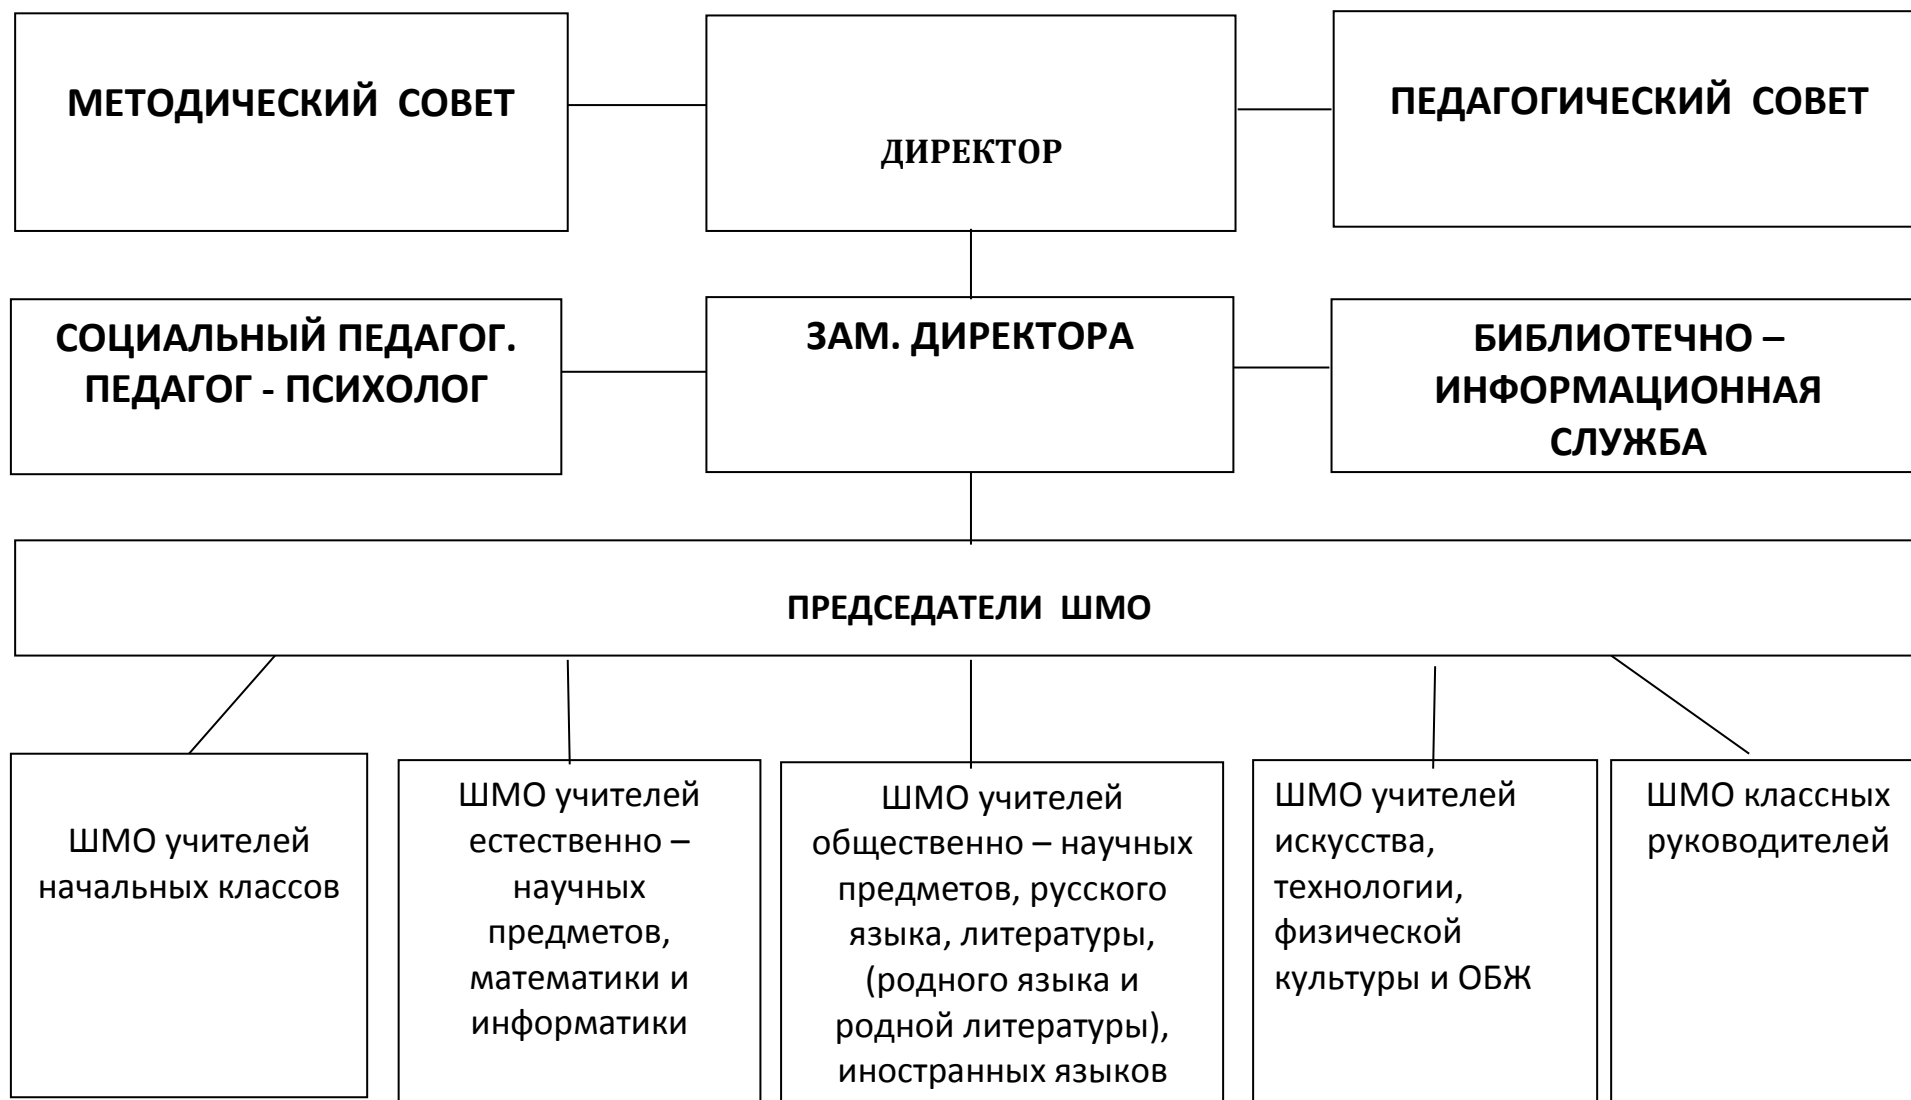 МЕТОДИЧЕСКИЙ СОВЕТ
ДИРЕКТОР
ПЕДАГОГИЧЕСКИЙ СОВЕТ
СОЦИАЛЬНЫЙ ПЕДАГОГ.
ПЕДАГОГ - ПСИХОЛОГ
ЗАМ. ДИРЕКТОРА
БИБЛИОТЕЧНО –
ИНФОРМАЦИОННАЯ
СЛУЖБА
ПРЕДСЕДАТЕЛИ ШМО
ШМО учителей
начальных классов
ШМО учителей
естественно –
научных
предметов,
математики и
информатики
ШМО учителей
общественно – научных
предметов, русского
языка, литературы,
(родного языка и
родной литературы),
иностранных языков
ШМО учителей
искусства,
технологии,
физической
культуры и ОБЖ
ШМО классных
руководителей